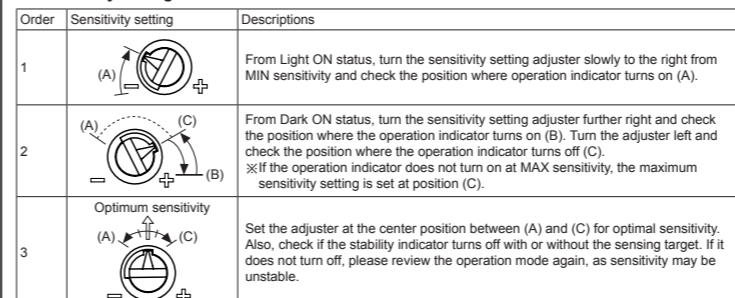 Order Sensitivity setting Descriptions
1
(A)
From Light ON status, turn the sensitivity setting adjuster slowly to the right from
MIN sensitivity and check the position where operation indicator turns on (A).
2
(A) (C)
(B)
From Dark ON status, turn the sensitivity setting adjuster further right and check
the position where the operation indicator turns on (B). Turn the adjuster left and
check the position where the operation indicator turns off (C).
※If the operation indicator does not turn on at MAX sensitivity, the maximum
sensitivity setting is set at position (C).
3
Optimum sensitivity
(A) (C)
Set the adjuster at the center position between (A) and (C) for optimal sensitivity.
Also, check if the stability indicator turns off with or without the sensing target. If it
does not turn off, please review the operation mode again, as sensitivity may be
unstable.